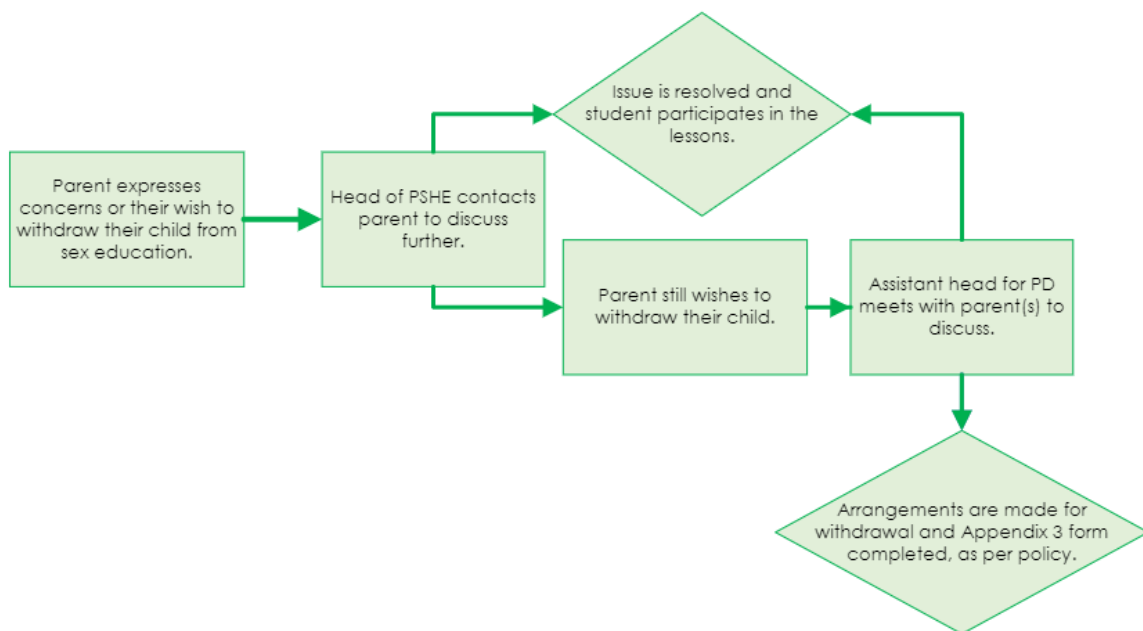 Parent expresses
concerns or their wish to
withdraw their child from
sex education.
Head of PSHE contacts
parent to discuss
further.
Issue is resolved and
student participates in the
lessons.
Parent still wishes to
withdraw their child.
Assistant head for PD
meets with parent(s) to
discuss.
Arrangements are made for
withdrawal and Appendix 3 form
completed, as per policy.